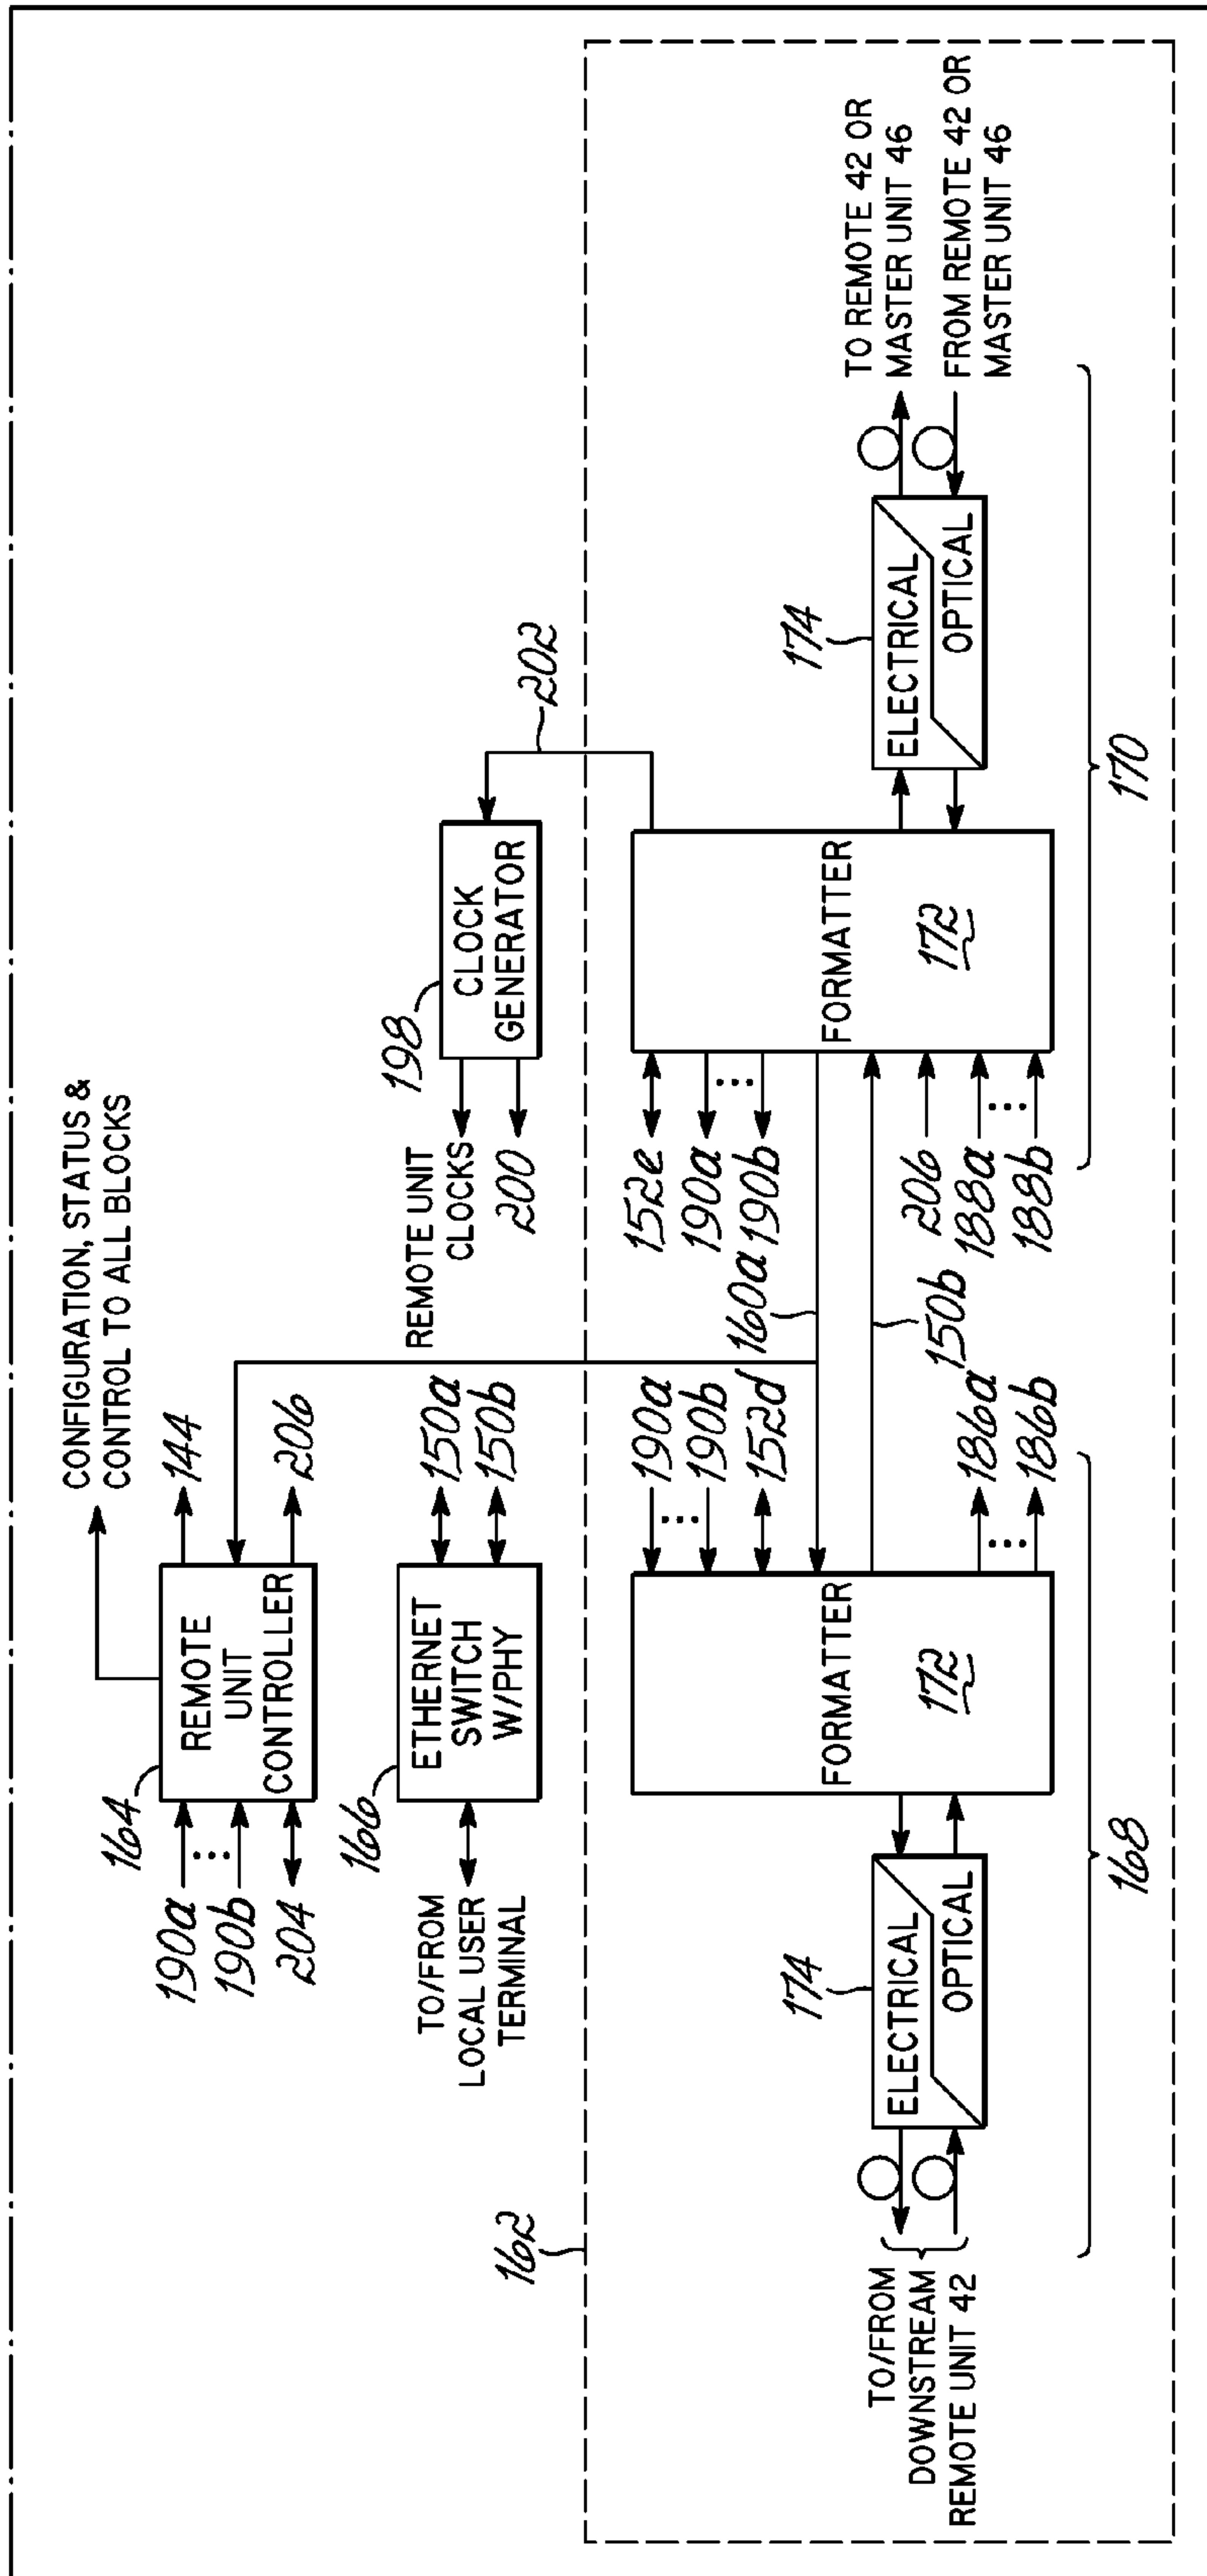 CONFIGURATION, STATUS &
CONTROL TO ALL BLOCKS
164
190a
190b
204
REMOTE
UNIT
CONTROLLER
144
206
166
TO/FROM
LOCAL USER
TERMINAL
ETHERNET
SWITCH
W/PHY
150a
150b
198
REMOTE UNIT
CLOCKS
200
CLOCK
GENERATOR
202
162
TO/FROM
DOWNSTREAM
REMOTE UNIT 42
174
ELECTRICAL
OPTICAL
FORMATTER
172
190a
190b
152d
186a
186b
168
160a
150b
152e
190a
190b
206
188a
188b
FORMATTER
172
174
ELECTRICAL
OPTICAL
TO REMOTE 42 OR
MASTER UNIT 46
FROM REMOTE 42 OR
MASTER UNIT 46
170